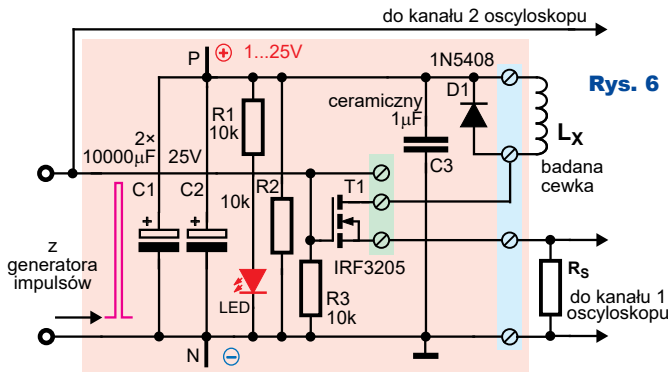 do kanału 2 oscyloskopu
P ⊕ 1...25V
1N5408
Rys. 6
D1
R1
10k
ceramiczny
1µF
LX
2×
10000µF 25V
C3
badana
cewka
C1
C2
R2
10k
T1
+
+
z
generatora
impulsów
IRF3205
RS
LED
R3
10k
do kanału 1
oscyloskopu
N ⊖